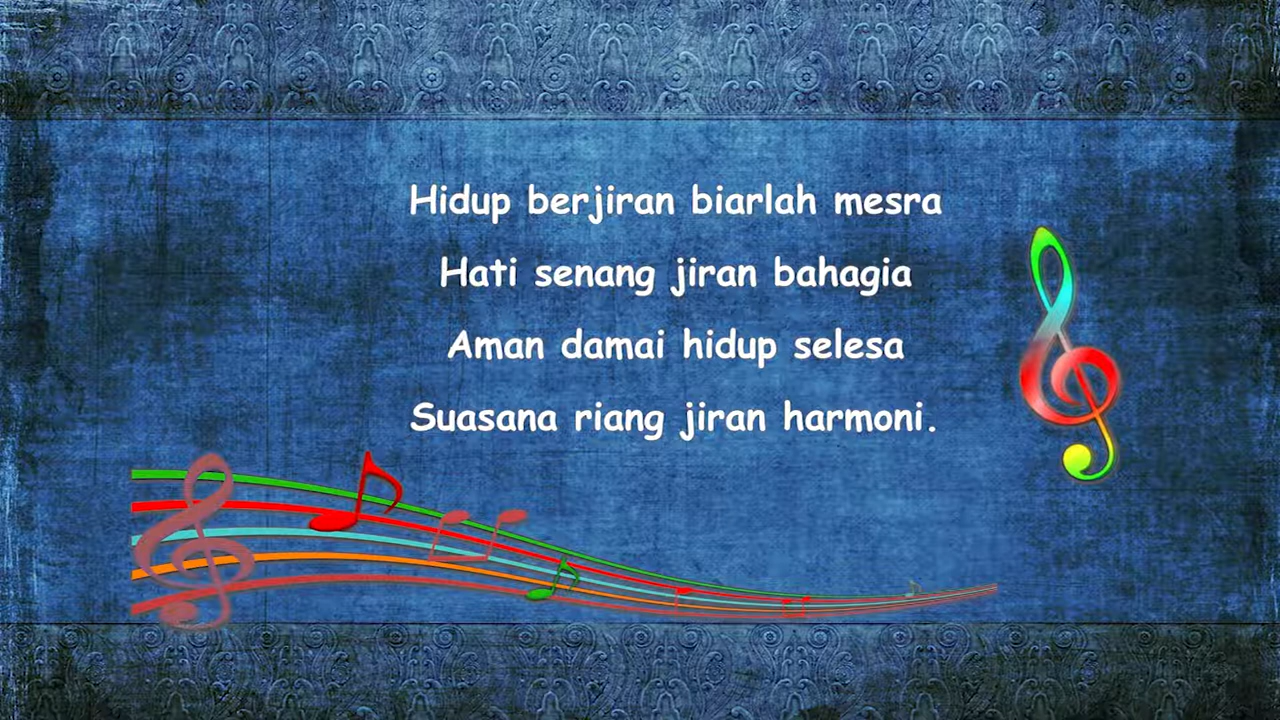 Hidup berjiran biarlah mesra
Hati senang jiran bahagia
Aman damai hidup selesa
Suasana riang jiran harmoni.